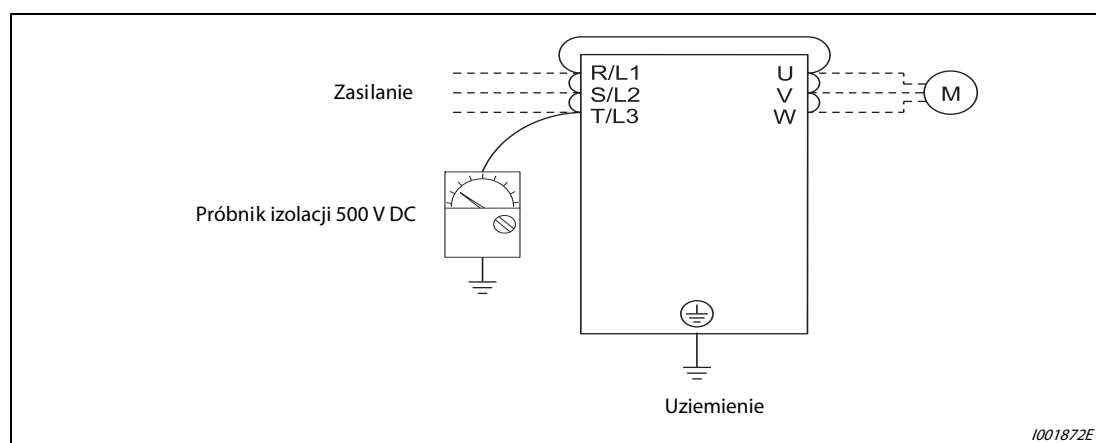 Zasilanie
R/L1
S/L2
T/L3
U
V
W
M
Próbnik izolacji 500 V DC
Uziemienie
I001872E